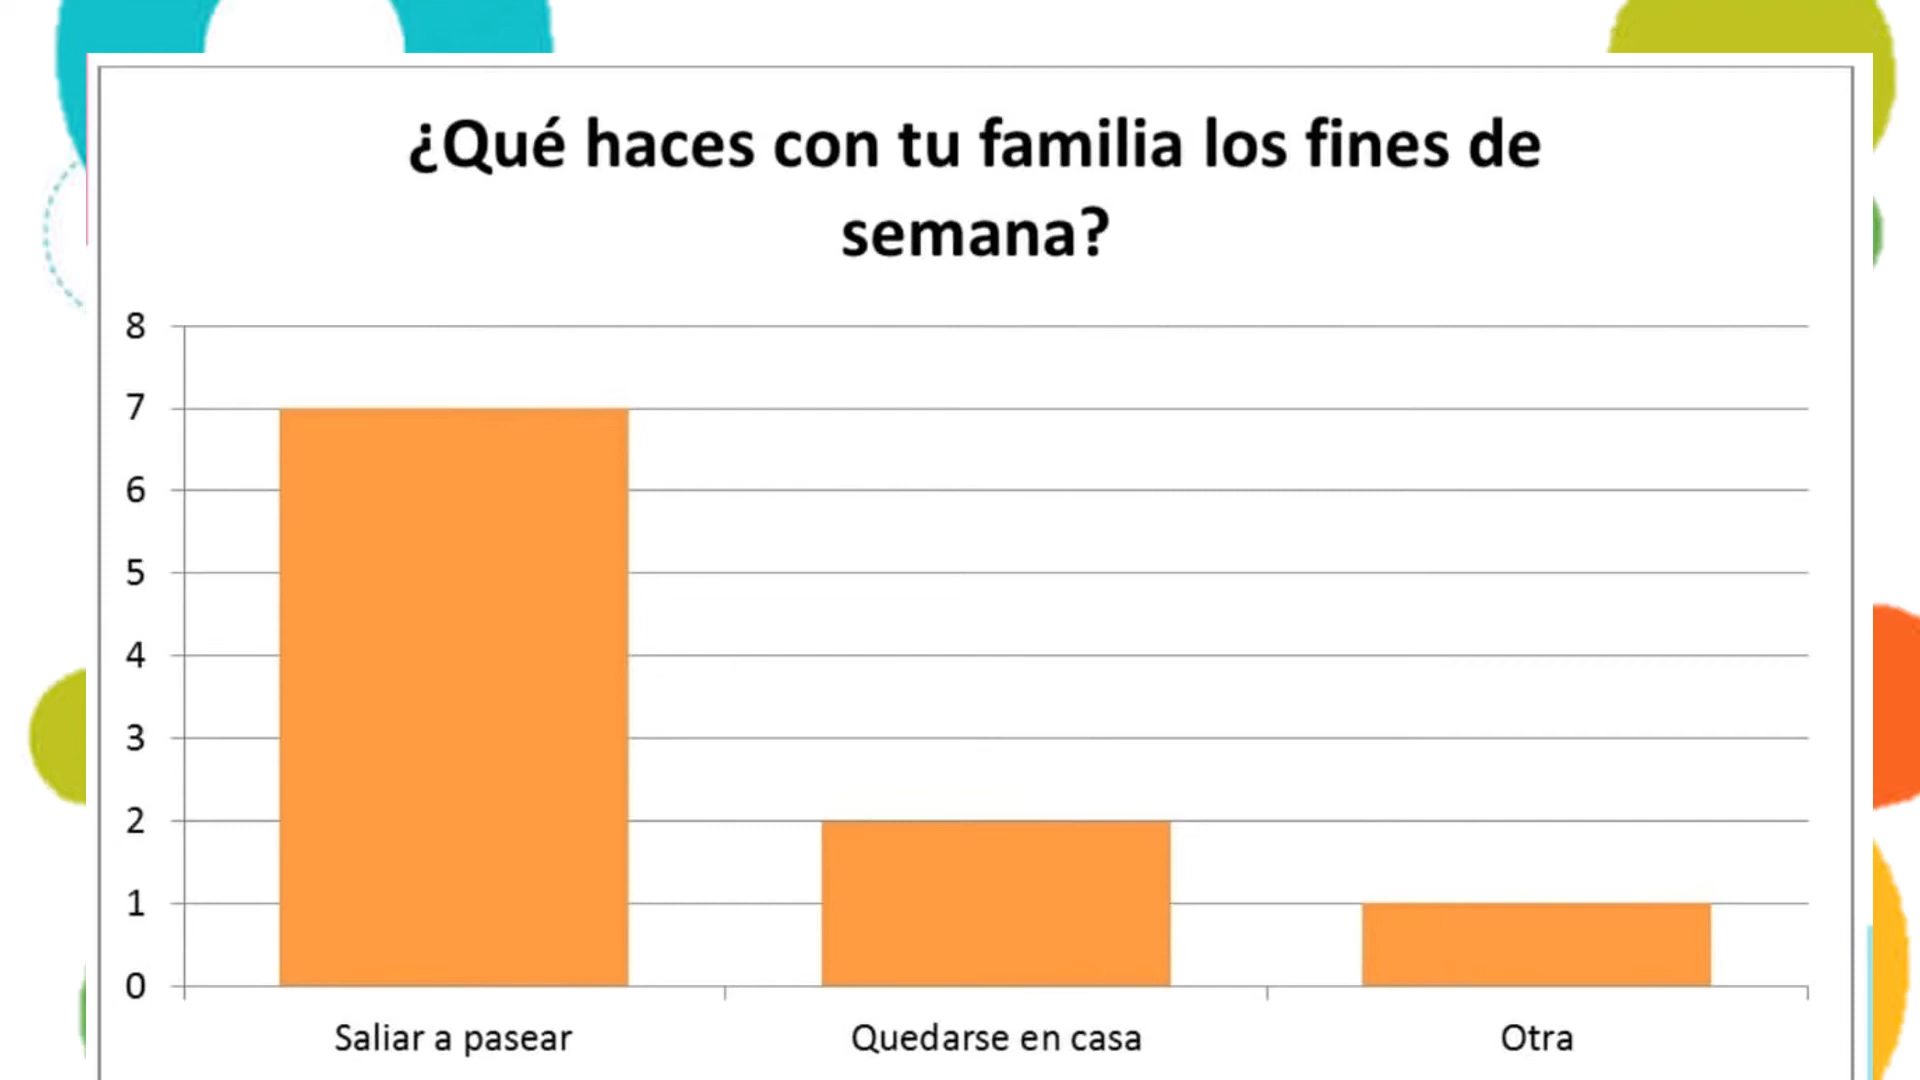 ¿Qué haces con tu familia los fines de
semana?
8
7
6
5
4
3
2
1
0
Saliar a pasear
Quedarse en casa
Otra